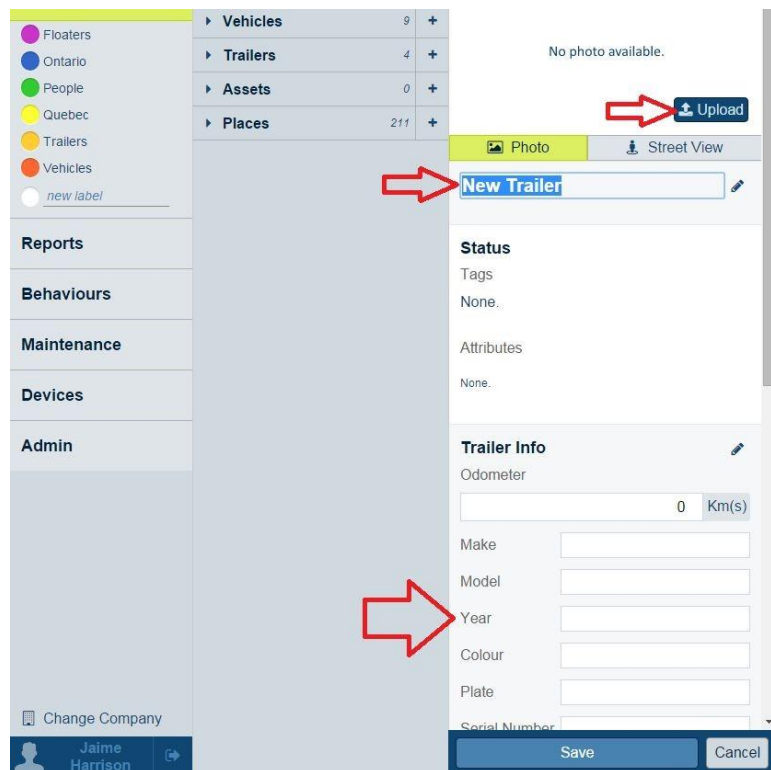 Floaters
Ontario
People
Quebec
Trailers
Vehicles
new label
Reports
Behaviours
Maintenance
Devices
Admin
Change Company
Jaime
Harrison
Vehicles 9 +
Trailers 4 +
Assets 0 +
Places 211 +
No photo available.
Upload
Photo Street View
New Trailer
Status
Tags
None.
Attributes
None.
Trailer Info
Odometer
0 Km(s)
Make
Model
Year
Colour
Plate
Serial Number
Save Cancel